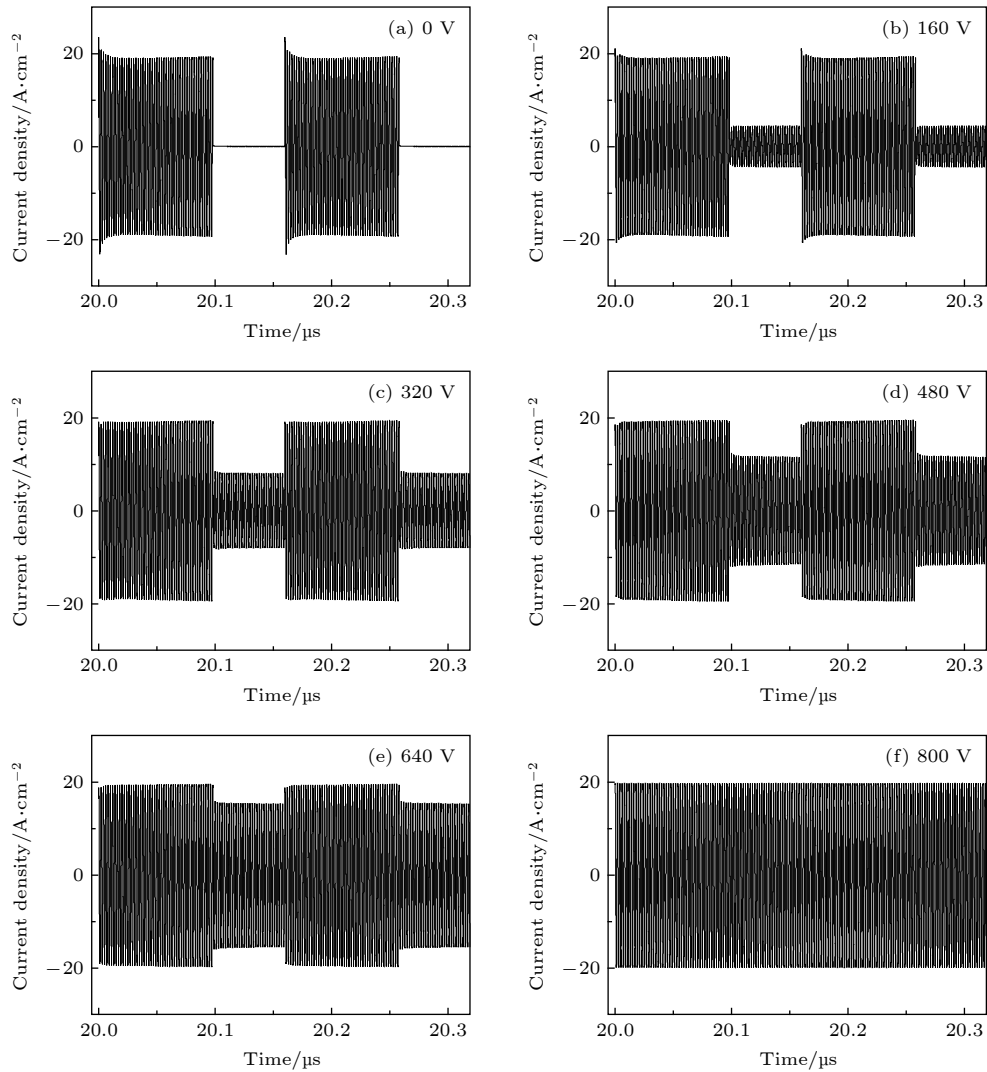 (a) 0 V
Current density/A·cm⁻²
20
0
−20
20.0 20.1 20.2 20.3
Time/µs
(b) 160 V
Current density/A·cm⁻²
20
0
−20
20.0 20.1 20.2 20.3
Time/µs
(c) 320 V
Current density/A·cm⁻²
20
0
−20
20.0 20.1 20.2 20.3
Time/µs
(d) 480 V
Current density/A·cm⁻²
20
0
−20
20.0 20.1 20.2 20.3
Time/µs
(e) 640 V
Current density/A·cm⁻²
20
0
−20
20.0 20.1 20.2 20.3
Time/µs
(f) 800 V
Current density/A·cm⁻²
20
0
−20
20.0 20.1 20.2 20.3
Time/µs